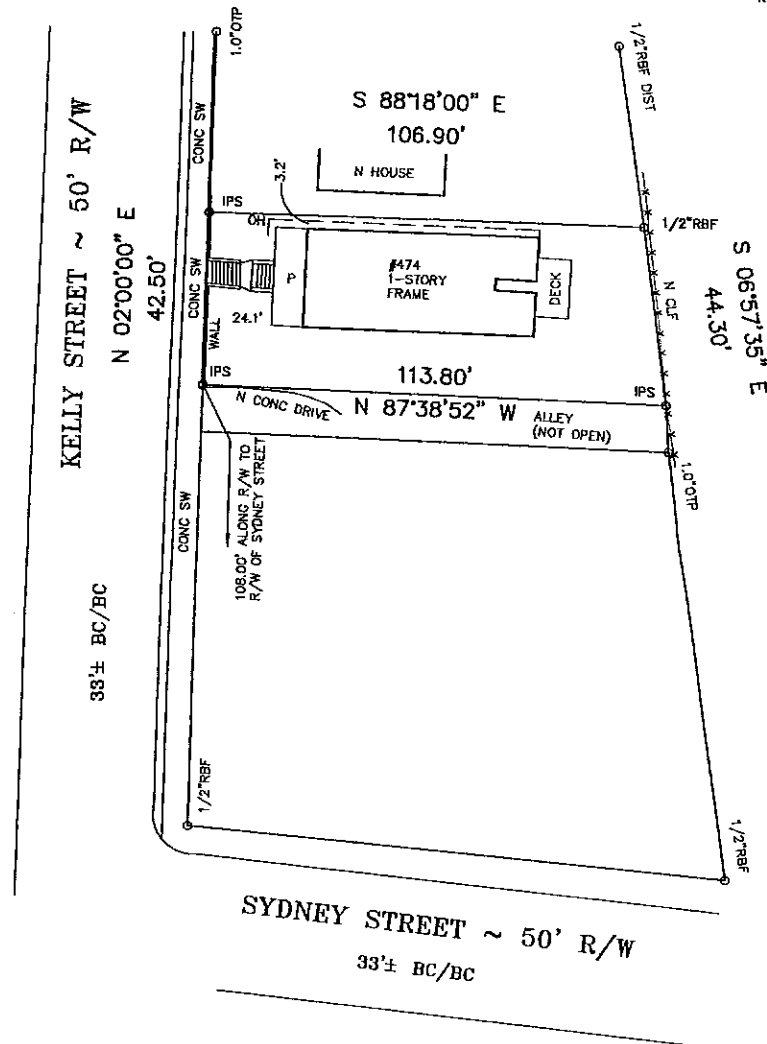 1.0"OTP
1/2"RBF DIST
S 88°18'00" E
106.90'
CONC SW
N HOUSE
3.2'
KELLY STREET ~ 50' R/W
N 02°00'00" E
42.50'
IPS
OH
1/2"RBF
CONC SW
P
#474
1-STORY
FRAME
DECK
N CLF
S 06°57'35" E
44.30'
24.1'
WALL
IPS
113.80'
IPS
N CONC DRIVE
N 87°38'52" W
ALLEY
(NOT OPEN)
1.0"OTP
108.00' ALONG R/W TO
R/W OF SYDNEY STREET
CONC SW
33'± BC/BC
1/2"RBF
1/2"RBF
SYDNEY STREET ~ 50' R/W
33'± BC/BC